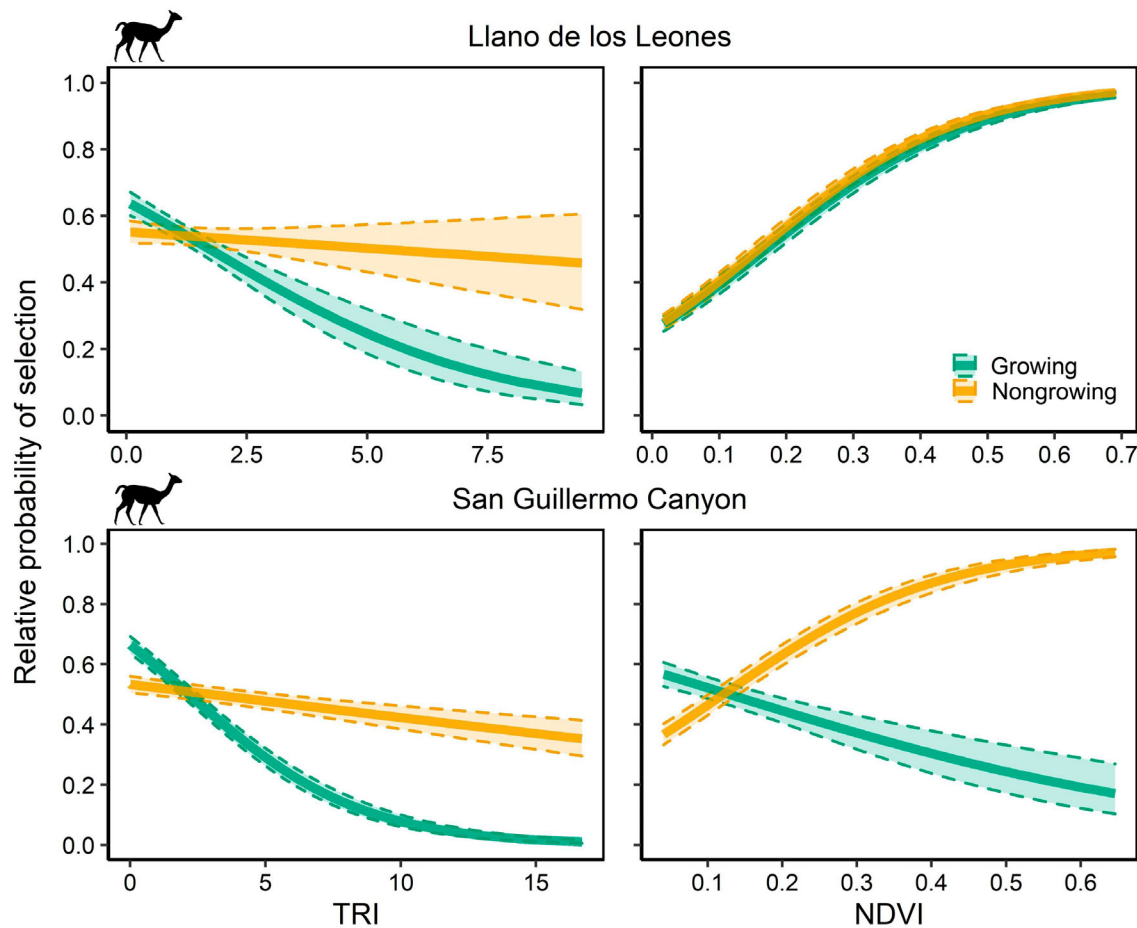 Llano de los Leones
Relative probability of selection
1.0
0.8
0.6
0.4
0.2
0.0
0.0 2.5 5.0 7.5
0.0 0.1 0.2 0.3 0.4 0.5 0.6 0.7
Growing
Nongrowing
San Guillermo Canyon
1.0
0.8
0.6
0.4
0.2
0.0
0 5 10 15
0.1 0.2 0.3 0.4 0.5 0.6
TRI
NDVI